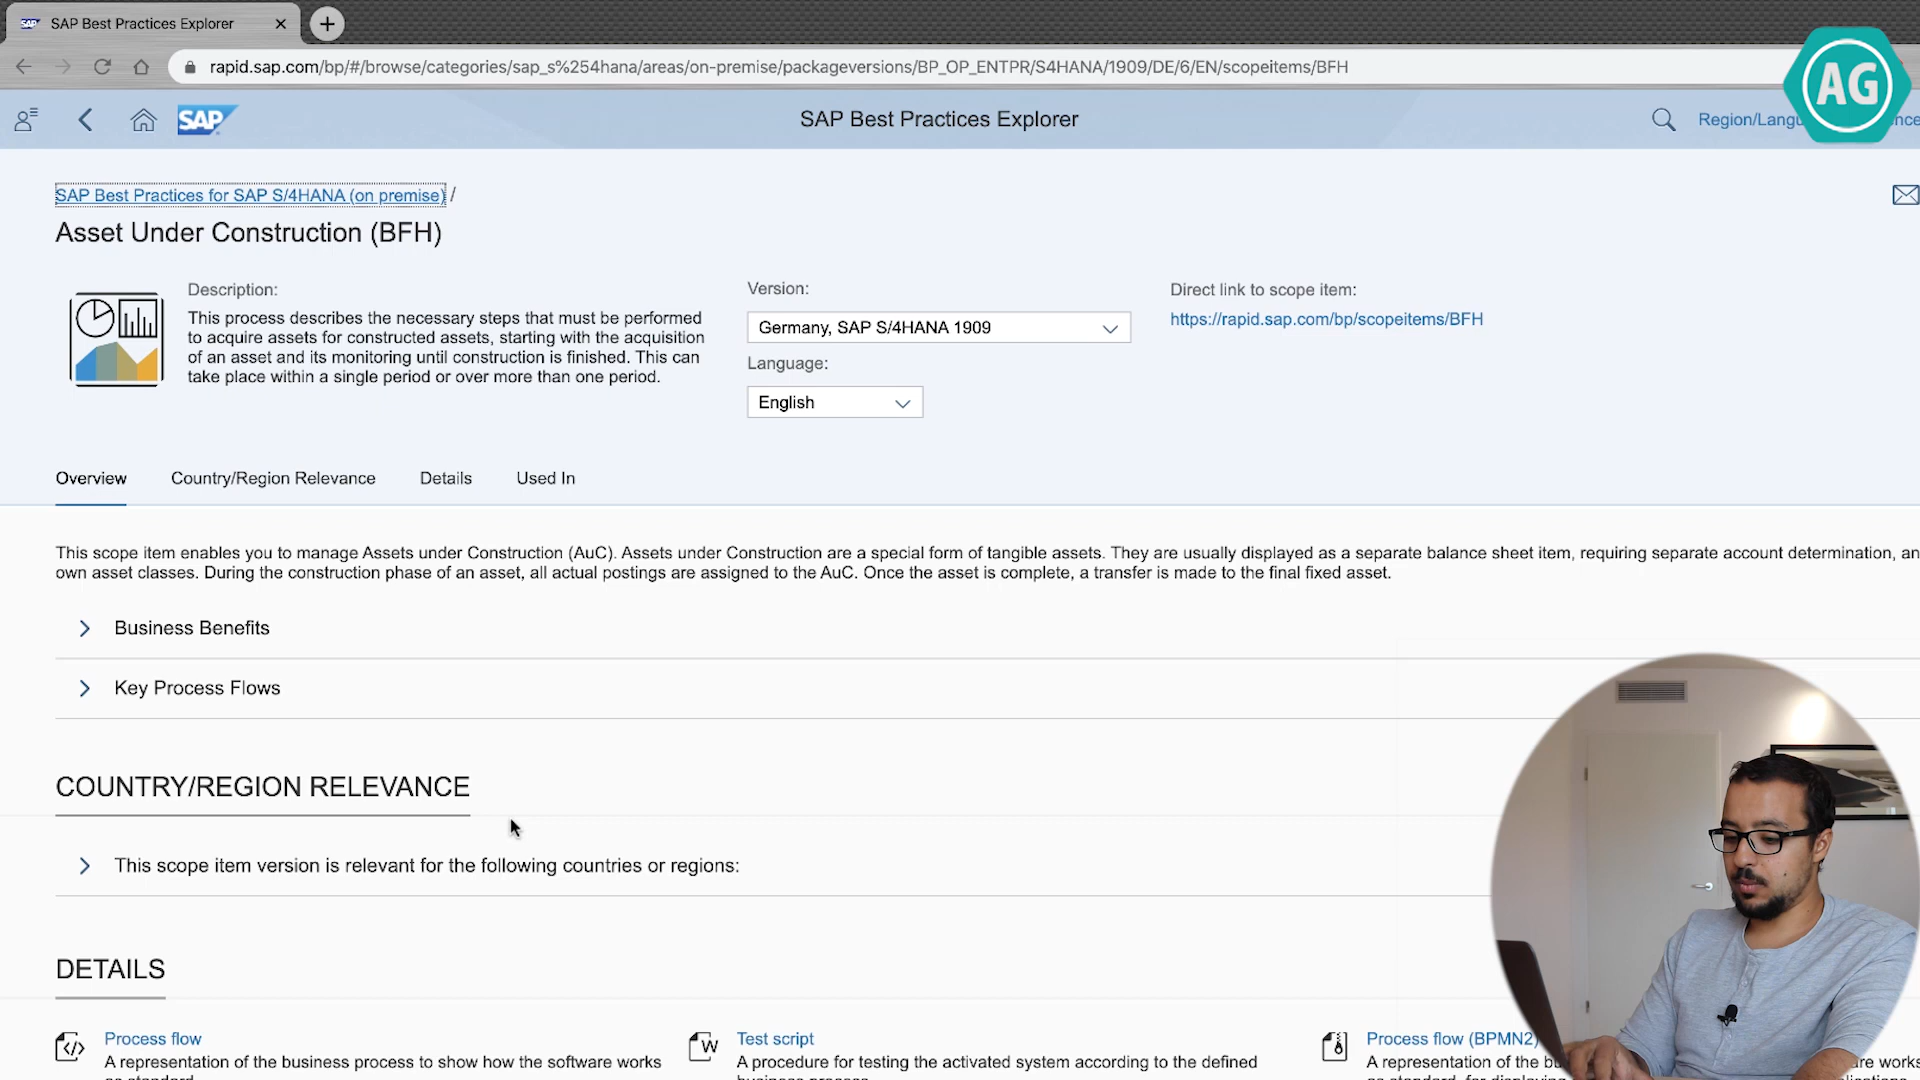 SAP SAP Best Practices Explorer
rapid.sap.com/bp/#/browse/categories/sap_s%254hana/areas/on-premise/packageversions/BP_OP_ENTPR/S4HANA/1909/DE/6/EN/scopeitems/BFH
AG
SAP
SAP Best Practices Explorer
Region/Langu
nce
SAP Best Practices for SAP S/4HANA (on premise) /
Asset Under Construction (BFH)
Description:
This process describes the necessary steps that must be performed
to acquire assets for constructed assets, starting with the acquisition
of an asset and its monitoring until construction is finished. This can
take place within a single period or over more than one period.
Version:
Germany, SAP S/4HANA 1909
Language:
English
Direct link to scope item:
https://rapid.sap.com/bp/scopeitems/BFH
Overview Country/Region Relevance Details Used In
This scope item enables you to manage Assets under Construction (AuC). Assets under Construction are a special form of tangible assets. They are usually displayed as a separate balance sheet item, requiring separate account determination, an
own asset classes. During the construction phase of an asset, all actual postings are assigned to the AuC. Once the asset is complete, a transfer is made to the final fixed asset.
Business Benefits
Key Process Flows
COUNTRY/REGION RELEVANCE
This scope item version is relevant for the following countries or regions:
DETAILS
Process flow
A representation of the business process to show how the software works
W
Test script
A procedure for testing the activated system according to the defined
Process flow (BPMN2)
A representation of the bu
are works